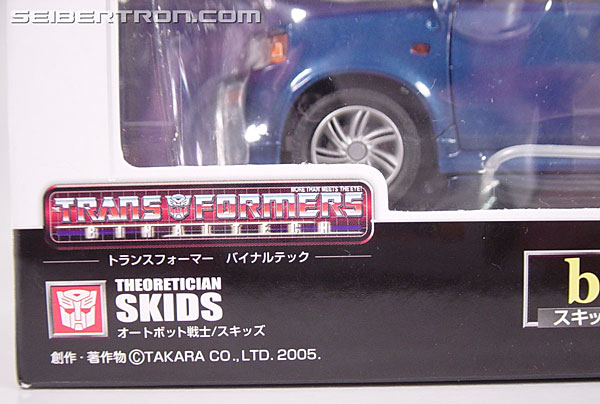 SEIBERTRON.COM
MORE THAN MEETS THE EYE!
TRANSFORMERS
BINALTECH
トランスフォーマー バイナルテック
THEORETICIAN
SKIDS
オートボット戦士/スキッズ
創作・著作物©TAKARA CO.,LTD. 2005.
b
スキッ